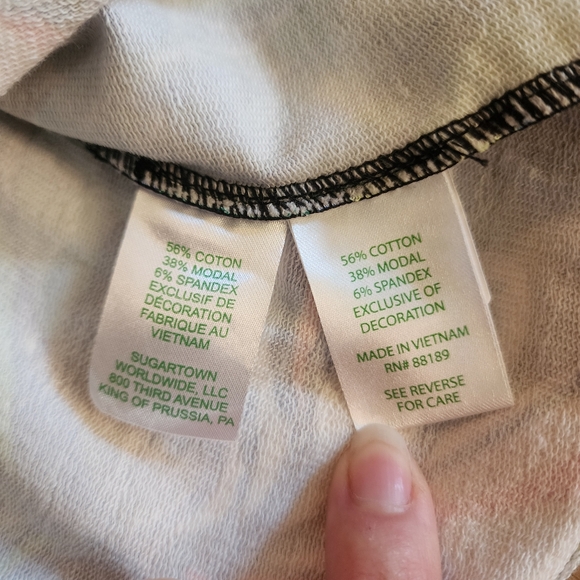 56% COTON
38% MODAL
6% SPANDEX
EXCLUSIF DE
DÉCORATION
FABRIQUE AU
VIETNAM
SUGARTOWN
WORLDWIDE, LLC
800 THIRD AVENUE
KING OF PRUSSIA, PA
56% COTTON
38% MODAL
6% SPANDEX
EXCLUSIVE OF
DECORATION
MADE IN VIETNAM
RN# 88189
SEE REVERSE
FOR CARE